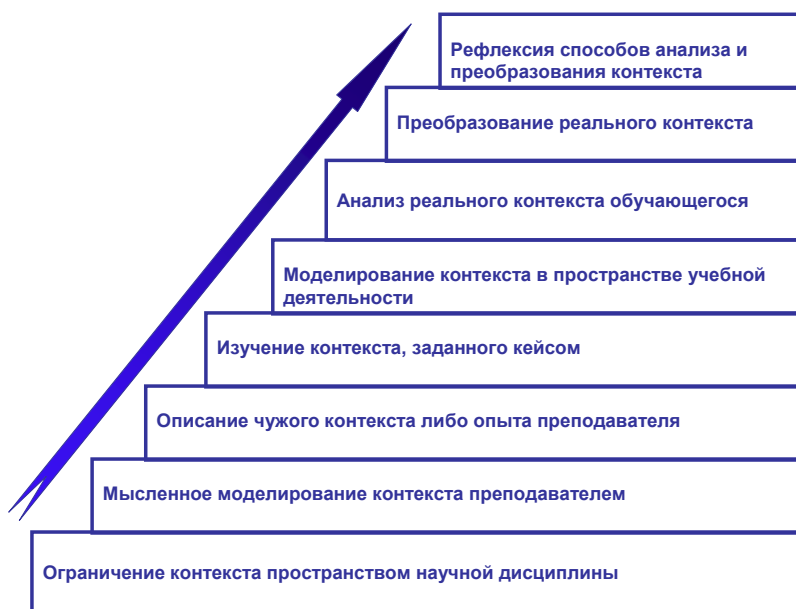 Рефлексия способов анализа и
преобразования контекста
Преобразование реального контекста
Анализ реального контекста обучающегося
Моделирование контекста в пространстве учебной
деятельности
Изучение контекста, заданного кейсом
Описание чужого контекста либо опыта преподавателя
Мысленное моделирование контекста преподавателем
Ограничение контекста пространством научной дисциплины